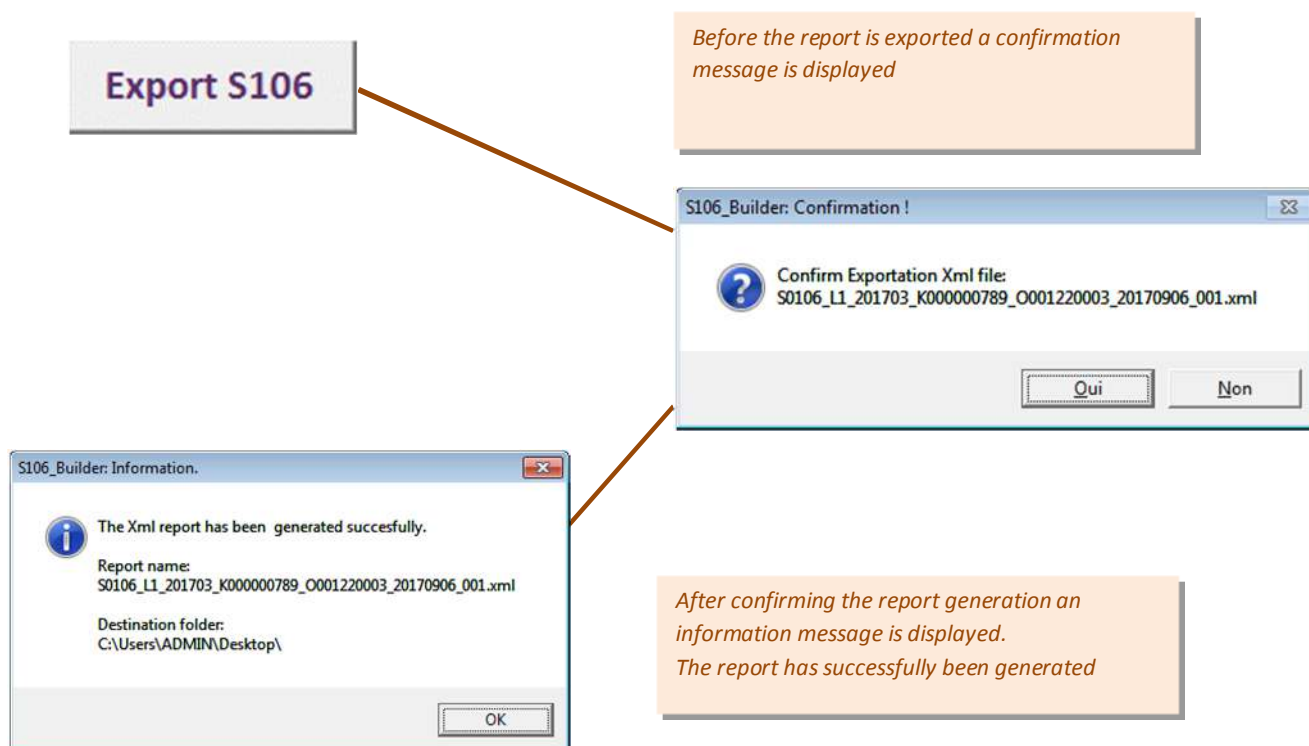 Export S106
Before the report is exported a confirmation
message is displayed
S106_Builder: Confirmation !
Confirm Exportation Xml file:
S0106_L1_201703_K000000789_O001220003_20170906_001.xml
Oui
Non
S106_Builder: Information.
The Xml report has been  generated succesfully.
Report name:
S0106_L1_201703_K000000789_O001220003_20170906_001.xml
Destination folder:
C:\Users\ADMIN\Desktop\
OK
After confirming the report generation an
information message is displayed.
The report has successfully been generated